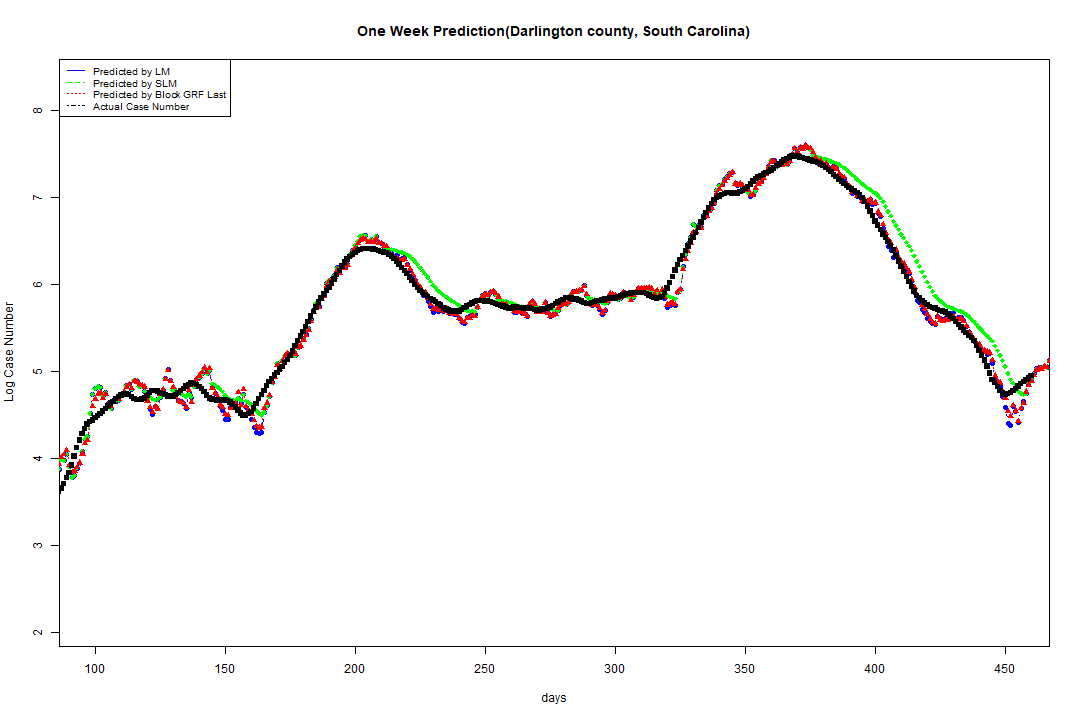 One Week Prediction(Darlington county, South Carolina)
Predicted by LM
Predicted by SLM
Predicted by Block GRF Last
Actual Case Number
Log Case Number
8
7
6
5
4
3
2
100 150 200 250 300 350 400 450
days